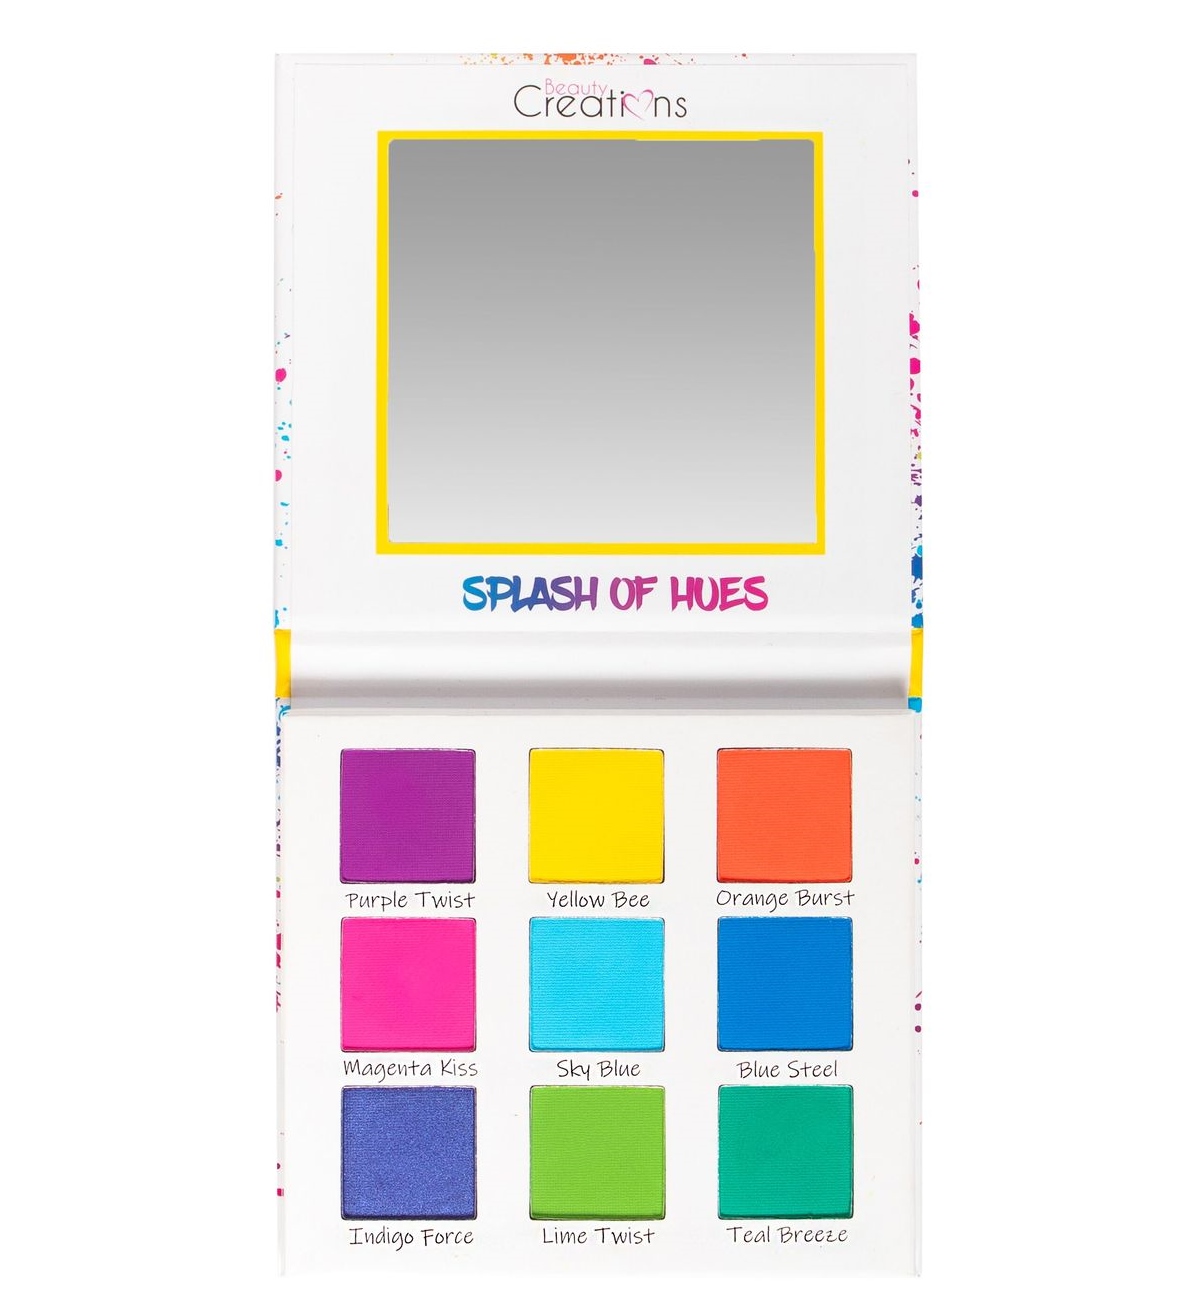 Beauty
Creations
SPLASH OF HUES
Purple Twist
Yellow Bee
Orange Burst
Magenta Kiss
Sky Blue
Blue Steel
Indigo Force
Lime Twist
Teal Breeze